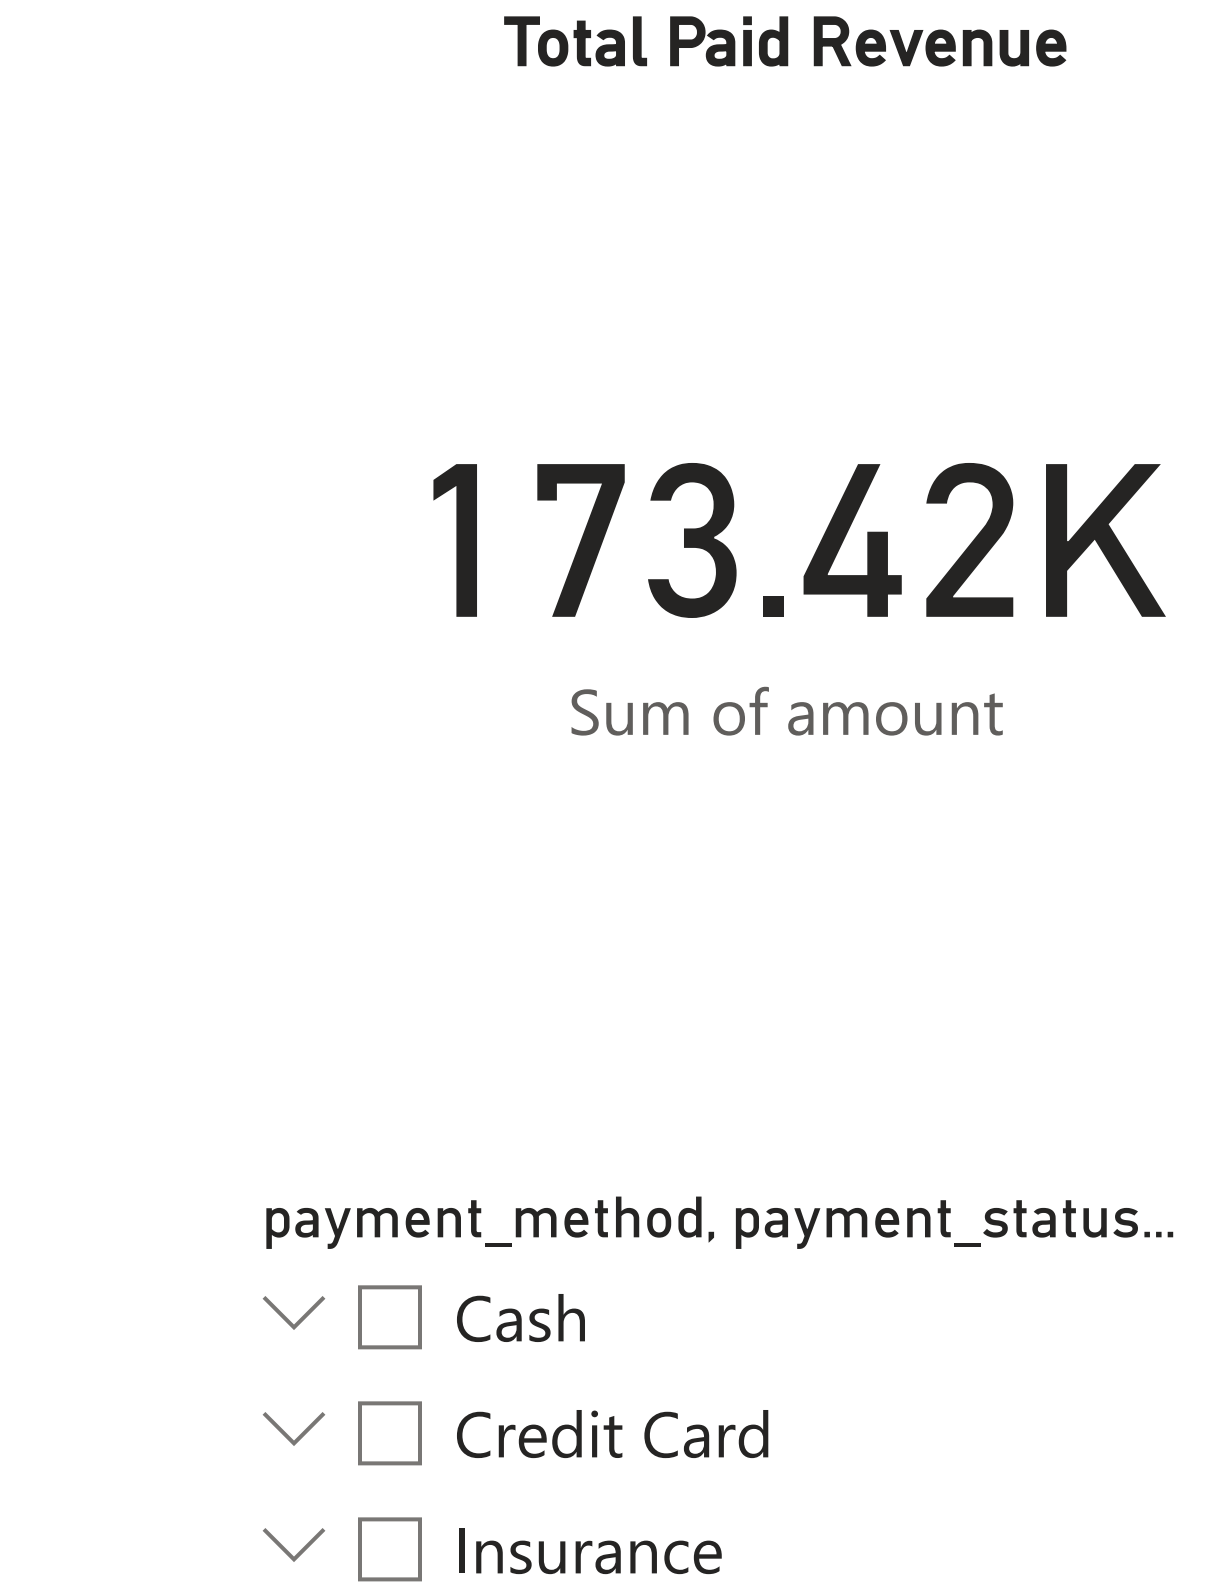 Total Paid Revenue
173.42K
Sum of amount
payment_method, payment_status...
Cash
Credit Card
Insurance